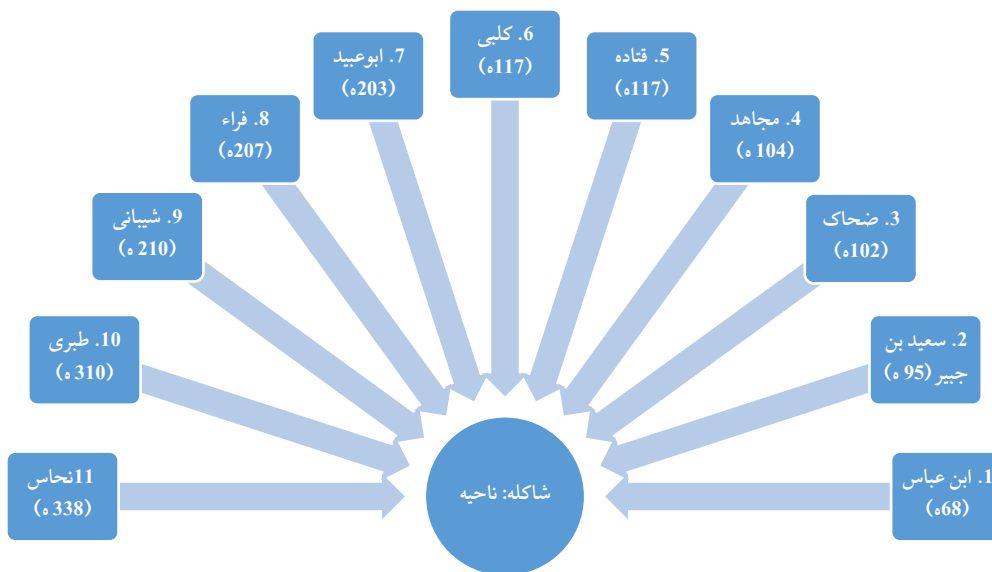 1. ابن عباس
(68ه)
2. سعید بن
جبیر (95 ه)
3. ضحاک
(102ه)
4. مجاهد
(104 ه)
5. قتاده
(117ه)
6. کلبی
(117ه)
7. ابوعبید
(203ه)
8. فراء
(207ه)
9. شیبانی
(210 ه)
10. طبری
(310 ه)
11نحاس
(338 ه)
شاکله: ناحیه